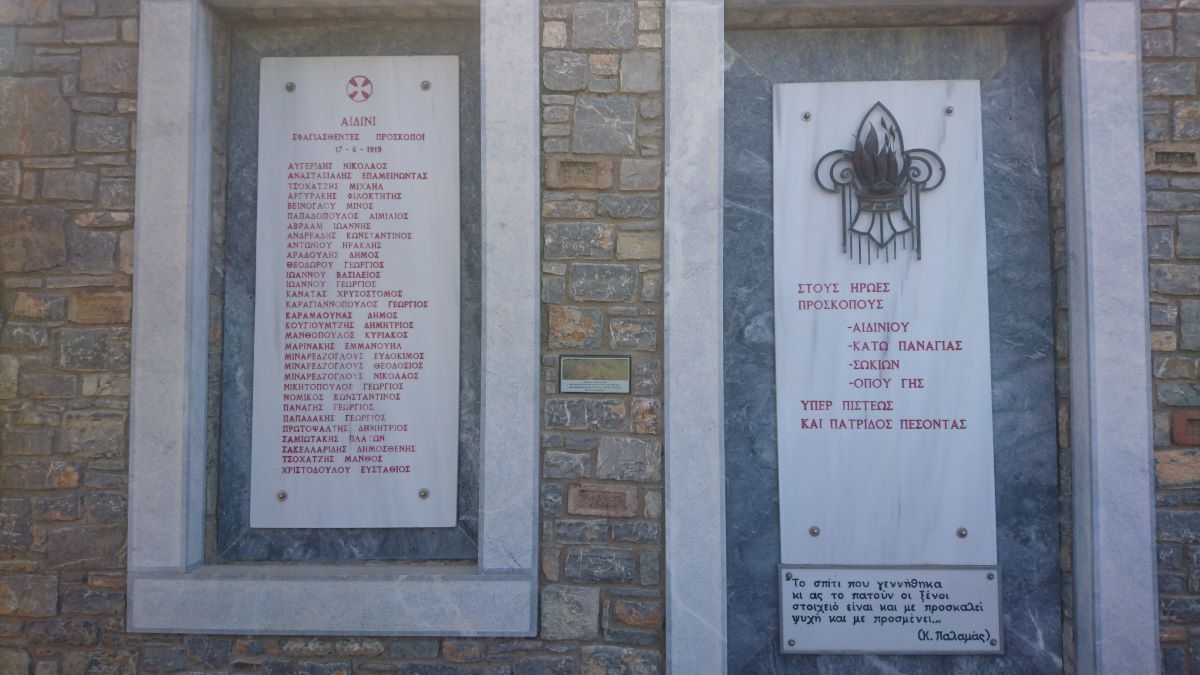 ΑΙΔΙΝΙ
ΣΦΑΓΙΑΣΘΕΝΤΕΣ ΠΡΟΣΚΟΠΟΙ
17-6-1919
ΑΥΓΕΡΙΔΗΣ ΝΙΚΟΛΑΟΣ
ΑΝΑΣΤΑΣΙΑΔΗΣ ΕΠΑΜΕΙΝΩΝΤΑΣ
ΤΣΟΧΑΤΖΗΣ ΜΙΧΑΗΛ
ΑΡΓΥΡΑΚΗΣ ΦΙΛΟΚΤΗΤΗΣ
ΒΕΙΝΟΓΛΟΥ ΜΙΝΟΣ
ΠΑΠΑΔΟΠΟΥΛΟΣ ΑΙΜΙΛΙΟΣ
ΑΒΡΑΑΜ ΙΩΑΝΝΗΣ
ΑΝΔΡΕΑΔΗΣ ΚΩΝΣΤΑΝΤΙΝΟΣ
ΑΝΤΩΝΙΟΥ ΗΡΑΚΛΗΣ
ΑΡΑΔΟΥΛΗΣ ΔΗΜΟΣ
ΘΕΟΔΩΡΟΥ ΓΕΩΡΓΙΟΣ
ΙΩΑΝΝΟΥ ΒΑΣΙΛΕΙΟΣ
ΙΩΑΝΝΟΥ ΓΕΩΡΓΙΟΣ
ΚΑΝΑΤΑΣ ΧΡΥΣΟΣΤΟΜΟΣ
ΚΑΡΑΓΙΑΝΝΟΠΟΥΛΟΣ ΓΕΩΡΓΙΟΣ
ΚΑΡΑΜΑΟΥΝΑΣ ΔΗΜΟΣ
ΚΟΥΓΙΟΥΜΤΖΗΣ ΔΗΜΗΤΡΙΟΣ
ΜΑΝΘΟΠΟΥΛΟΣ ΚΥΡΙΑΚΟΣ
ΜΑΡΙΝΑΚΗΣ ΕΜΜΑΝΟΥΗΛ
ΜΙΝΑΡΕΔΖΟΓΛΟΥΣ ΕΥΔΟΚΙΜΟΣ
ΜΙΝΑΡΕΔΖΟΓΛΟΥΣ ΘΕΟΔΟΣΙΟΣ
ΜΙΝΑΡΕΔΖΟΓΛΟΥΣ ΝΙΚΟΛΑΟΣ
ΝΙΚΗΤΟΠΟΥΛΟΣ ΓΕΩΡΓΙΟΣ
ΝΟΜΙΚΟΣ ΚΩΝΣΤΑΝΤΙΝΟΣ
ΠΑΝΑΓΗΣ ΓΕΩΡΓΙΟΣ
ΠΑΠΑΔΑΚΗΣ ΓΕΩΡΓΙΟΣ
ΠΡΩΤΟΨΑΛΤΗΣ ΔΗΜΗΤΡΙΟΣ
ΣΑΜΙΩΤΑΚΗΣ ΠΛΑΤΩΝ
ΣΑΚΕΛΛΑΡΙΔΗΣ ΔΗΜΟΣΘΕΝΗΣ
ΤΣΟΧΑΤΖΗΣ ΜΑΝΘΟΣ
ΧΡΙΣΤΟΔΟΥΛΟΥ ΕΥΣΤΑΘΙΟΣ
ΣΤΟΥΣ ΗΡΩΕΣ
ΠΡΟΣΚΟΠΟΥΣ
-ΑΙΔΙΝΙΟΥ
-ΚΑΤΩ ΠΑΝΑΓΙΑΣ
-ΣΩΚΙΩΝ
-ΟΠΟΥ ΓΗΣ
ΥΠΕΡ ΠΙΣΤΕΩΣ
ΚΑΙ ΠΑΤΡΙΔΟΣ ΠΕΣΟΝΤΑΣ
"Το σπίτι που γεννήθηκα
κι ας το πατούν οι ξένοι
στοιχειό είναι και με προσκαλεί
ψυχή και με προσμένει..."
(Κ. Παλαμάς)